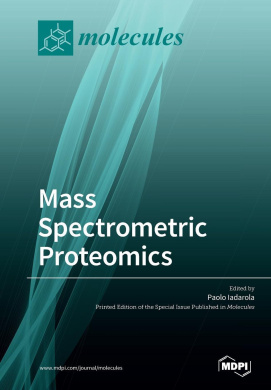 molecules
Mass
Spectrometric
Proteomics
Edited by
Paolo Iadarola
Printed Edition of the Special Issue Published in Molecules
www.mdpi.com/journal/molecules
MDPI